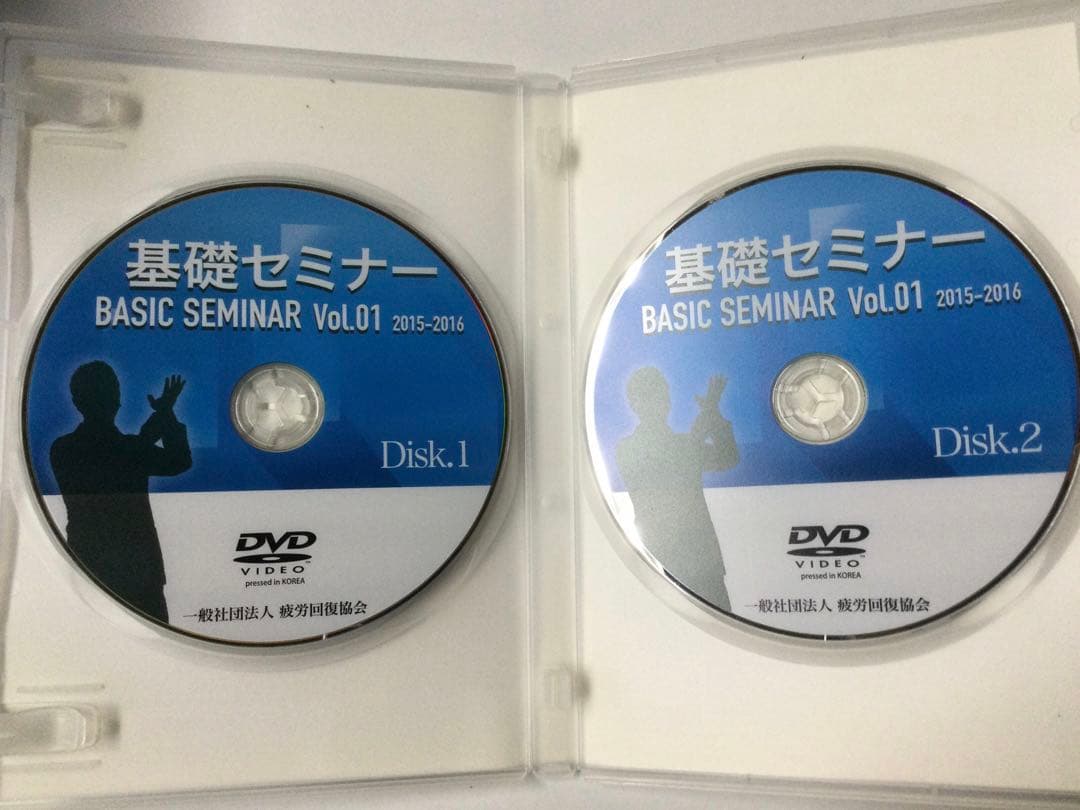 基礎セミナー
BASIC SEMINAR Vol.01 2015-2016
Disk.1
DVD
VIDEO™
pressed in KOREA
一般社団法人 疲労回復協会
基礎セミナー
BASIC SEMINAR Vol.01 2015-2016
Disk.2
DVD
VIDEO™
pressed in KOREA
一般社団法人 疲労回復協会